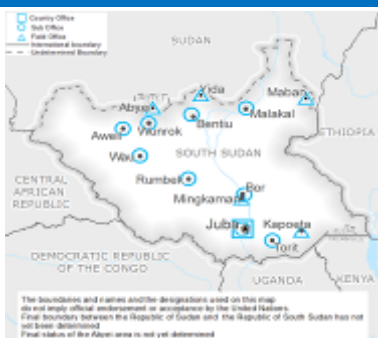 Country Office
Sub Office
Field Office
International boundary
Undetermined Boundary
SUDAN
Yida
Maban
Abyei
Wunrok
Bentiu
Malakal
Aweil
ETHIOPIA
Wau
SOUTH SUDAN
CENTRAL
AFRICAN
REPUBLIC
Rumbek
Bor
Mingkaman
Juba
Kapoeta
Torit
DEMOCRATIC REPUBLIC
OF THE CONGO
UGANDA
KENYA
The boundaries and names and the designations used on this map
do not imply official endorsement or acceptance by the United Nations.
Final boundary between the Republic of Sudan and the Republic of South Sudan has not
yet been determined
Final status of the Abyei area is not yet determined